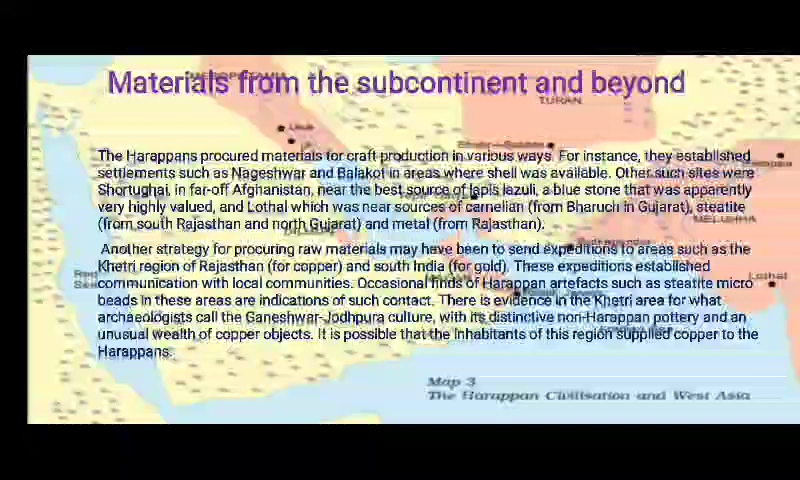 Materials from the subcontinent and beyond
MESOPOTAMIA
TURAN
The Harappans procured materials for craft production in various ways. For instance, they established
settlements such as Nageshwar and Balakot in areas where shell was available. Other such sites were
Shortughai, in far-off Afghanistan, near the best source of lapis lazuli, a blue stone that was apparently
very highly valued, and Lothal which was near sources of carnelian (from Bharuch in Gujarat), steatite
(from south Rajasthan and north Gujarat) and metal (from Rajasthan).
MELUHHA
Another strategy for procuring raw materials may have been to send expeditions to areas such as the
Khetri region of Rajasthan (for copper) and south India (for gold). These expeditions established
communication with local communities. Occasional finds of Harappan artefacts such as steatite micro
beads in these areas are indications of such contact. There is evidence in the Khetri area for what
archaeologists call the Ganeshwar-Jodhpura culture, with its distinctive non-Harappan pottery and an
unusual wealth of copper objects. It is possible that the inhabitants of this region supplied copper to the
Harappans.
Lothal
Map 3
The Harappan Civilisation and West Asia